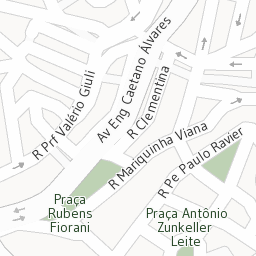 R Prf Valério Giuli
Av Eng Caetano Álvares
R Clementina
R Mariquinha Viana
R Pe Paulo Ravier
Praça
Rubens
Fiorani
Praça Antônio
Zunkeller
Leite